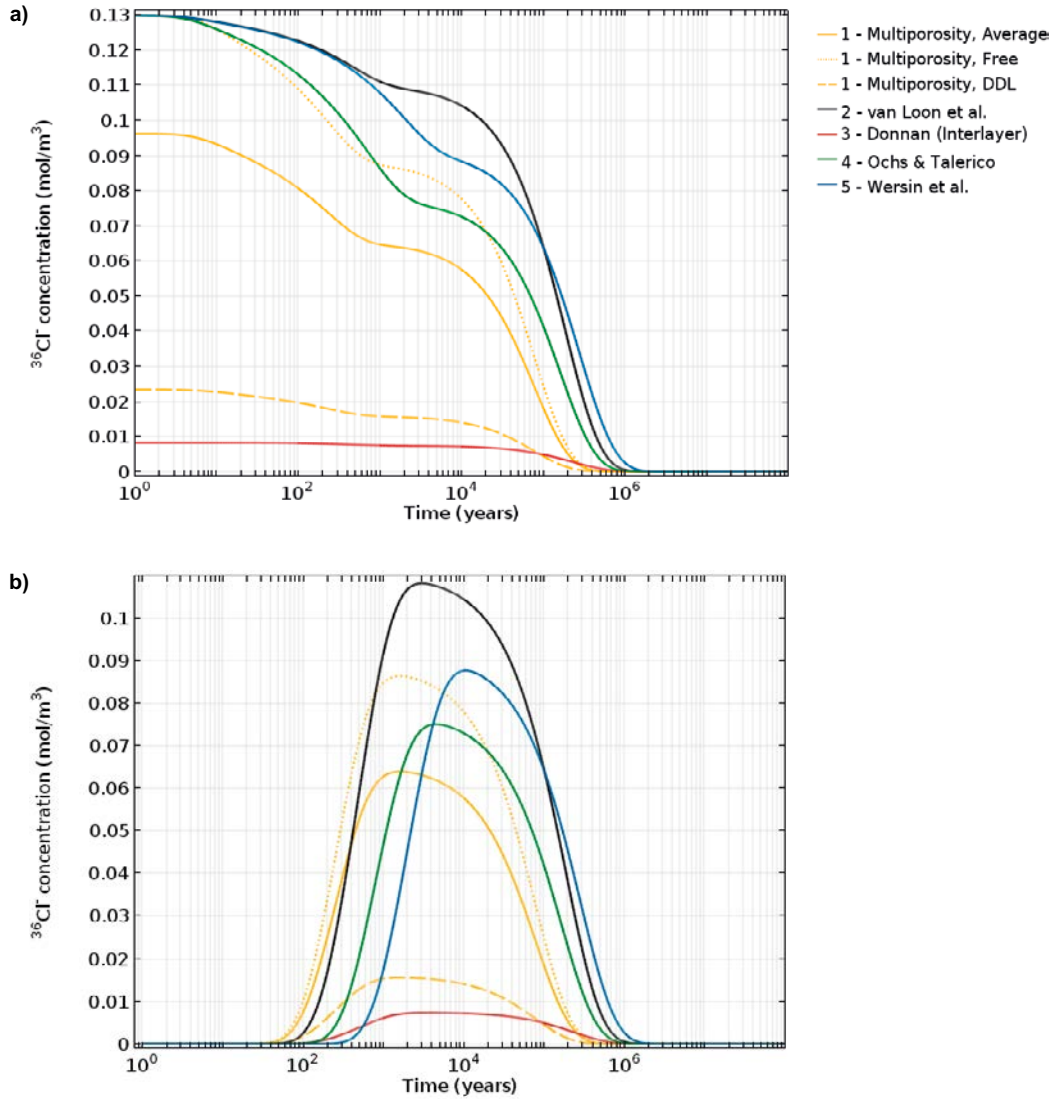 a)
0.13
0.12
0.11
0.1
0.09
0.08
0.07
0.06
0.05
0.04
0.03
0.02
0.01
0
³⁶Cl⁻ concentration (mol/m³)
10⁰
10²
10⁴
10⁶
Time (years)
1 - Multiporosity, Average
1 - Multiporosity, Free
1 - Multiporosity, DDL
2 - van Loon et al.
3 - Donnan (Interlayer)
4 - Ochs & Talerico
5 - Wersin et al.
b)
0.1
0.09
0.08
0.07
0.06
0.05
0.04
0.03
0.02
0.01
0
³⁶Cl⁻ concentration (mol/m³)
10⁰
10²
10⁴
10⁶
Time (years)